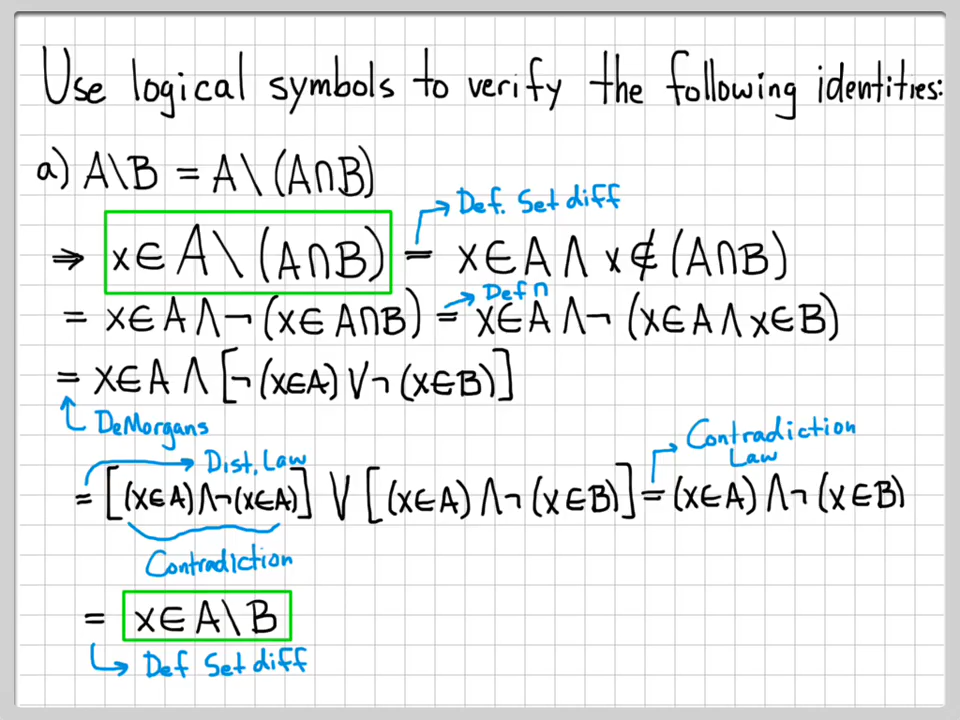 Use logical symbols to verify the following identities:
a) A\B = A\(A∩B)
Def. Set diff
⇒ x∈A\(A∩B) = x∈A ∧ x∉(A∩B)
Def ∩
= x∈A ∧ ¬(x∈A∩B) = x∈A ∧ ¬(x∈A ∧ x∈B)
= x∈A ∧ [¬(x∈A) ∨ ¬(x∈B)]
DeMorgans
Contradiction
Law
Dist. Law
= [(x∈A) ∧ ¬(x∈A)] ∨ [(x∈A) ∧ ¬(x∈B)] = (x∈A) ∧ ¬(x∈B)
Contradiction
= x∈A\B
Def Set diff